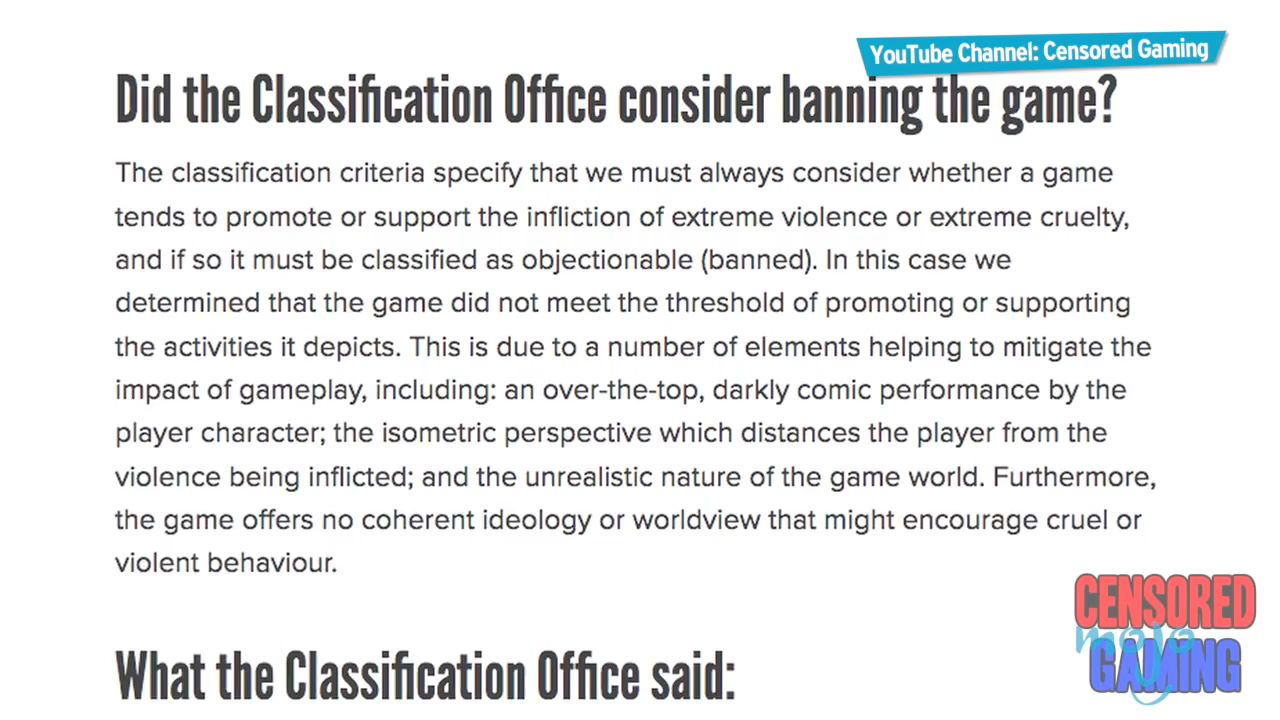 YouTube Channel: Censored Gaming
Did the Classification Office consider banning the game?
The classification criteria specify that we must always consider whether a game
tends to promote or support the infliction of extreme violence or extreme cruelty,
and if so it must be classified as objectionable (banned). In this case we
determined that the game did not meet the threshold of promoting or supporting
the activities it depicts. This is due to a number of elements helping to mitigate the
impact of gameplay, including: an over-the-top, darkly comic performance by the
player character; the isometric perspective which distances the player from the
violence being inflicted; and the unrealistic nature of the game world. Furthermore,
the game offers no coherent ideology or worldview that might encourage cruel or
violent behaviour.
What the Classification Office said:
CENSORED
mojo
GAMING